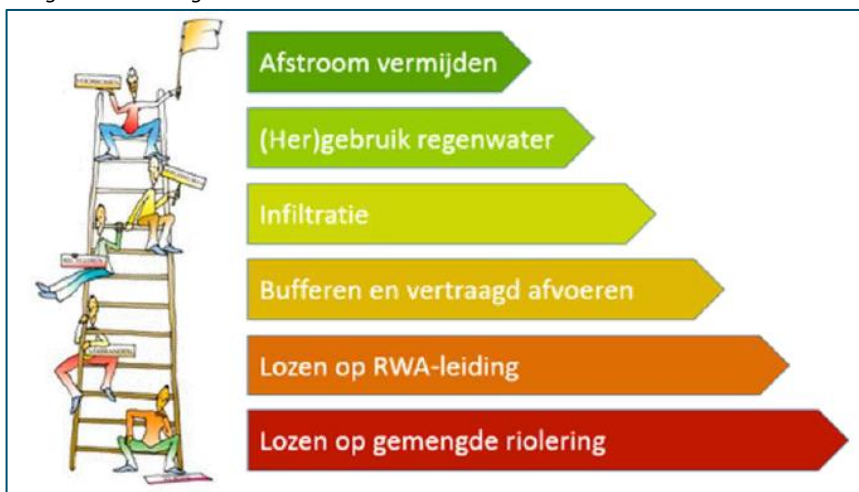 Afstroom vermijden
(Her)gebruik regenwater
Infiltratie
Bufferen en vertraagd afvoeren
Lozen op RWA-leiding
Lozen op gemengde riolering